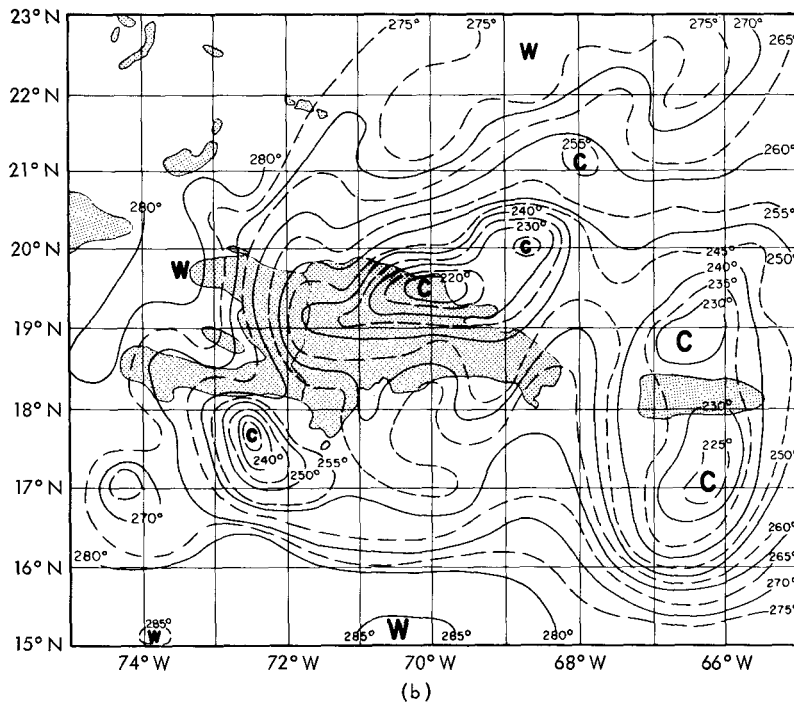 23° N
275°
275°
W
275°
270°
265°
22° N
21° N
280°
255°
C
260°
280°
255°
20° N
240°
230°
C
W
245°
250°
240°
220°
C
235°
230°
19° N
C
18° N
230°
C
225°
240°
255°
250°
250°
C
17° N
270°
260°
265°
16° N
280°
270°
275°
285°
W
285°
W
285°
280°
15° N
74° W
72° W
70° W
68° W
66° W
(b)